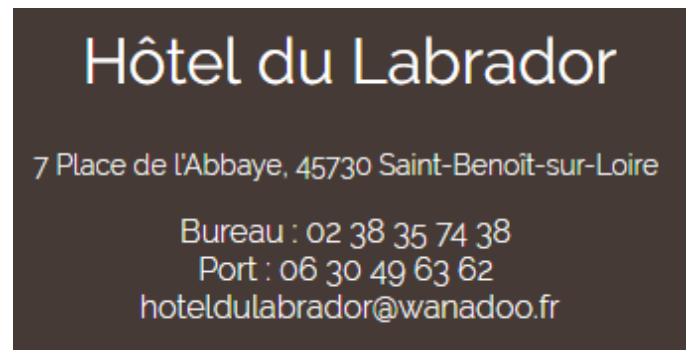 Hôtel du Labrador
7 Place de l'Abbaye, 45730 Saint-Benoît-sur-Loire
Bureau : 02 38 35 74 38
Port : 06 30 49 63 62
hoteldulabrador@wanadoo.fr